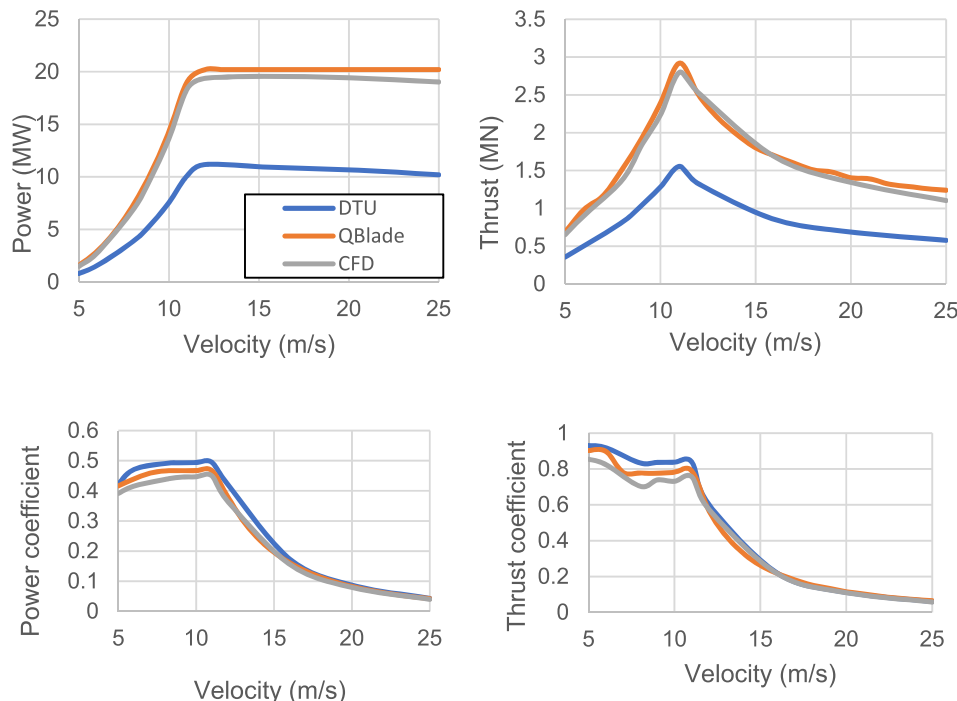 Power (MW)
25
20
15
10
5
0
5 10 15 20 25
Velocity (m/s)
DTU
QBlade
CFD
Thrust (MN)
3.5
3
2.5
2
1.5
1
0.5
0
5 10 15 20 25
Velocity (m/s)
Power coefficient
0.6
0.5
0.4
0.3
0.2
0.1
0
5 10 15 20 25
Velocity (m/s)
Thrust coefficient
1
0.8
0.6
0.4
0.2
0
5 10 15 20 25
Velocity (m/s)